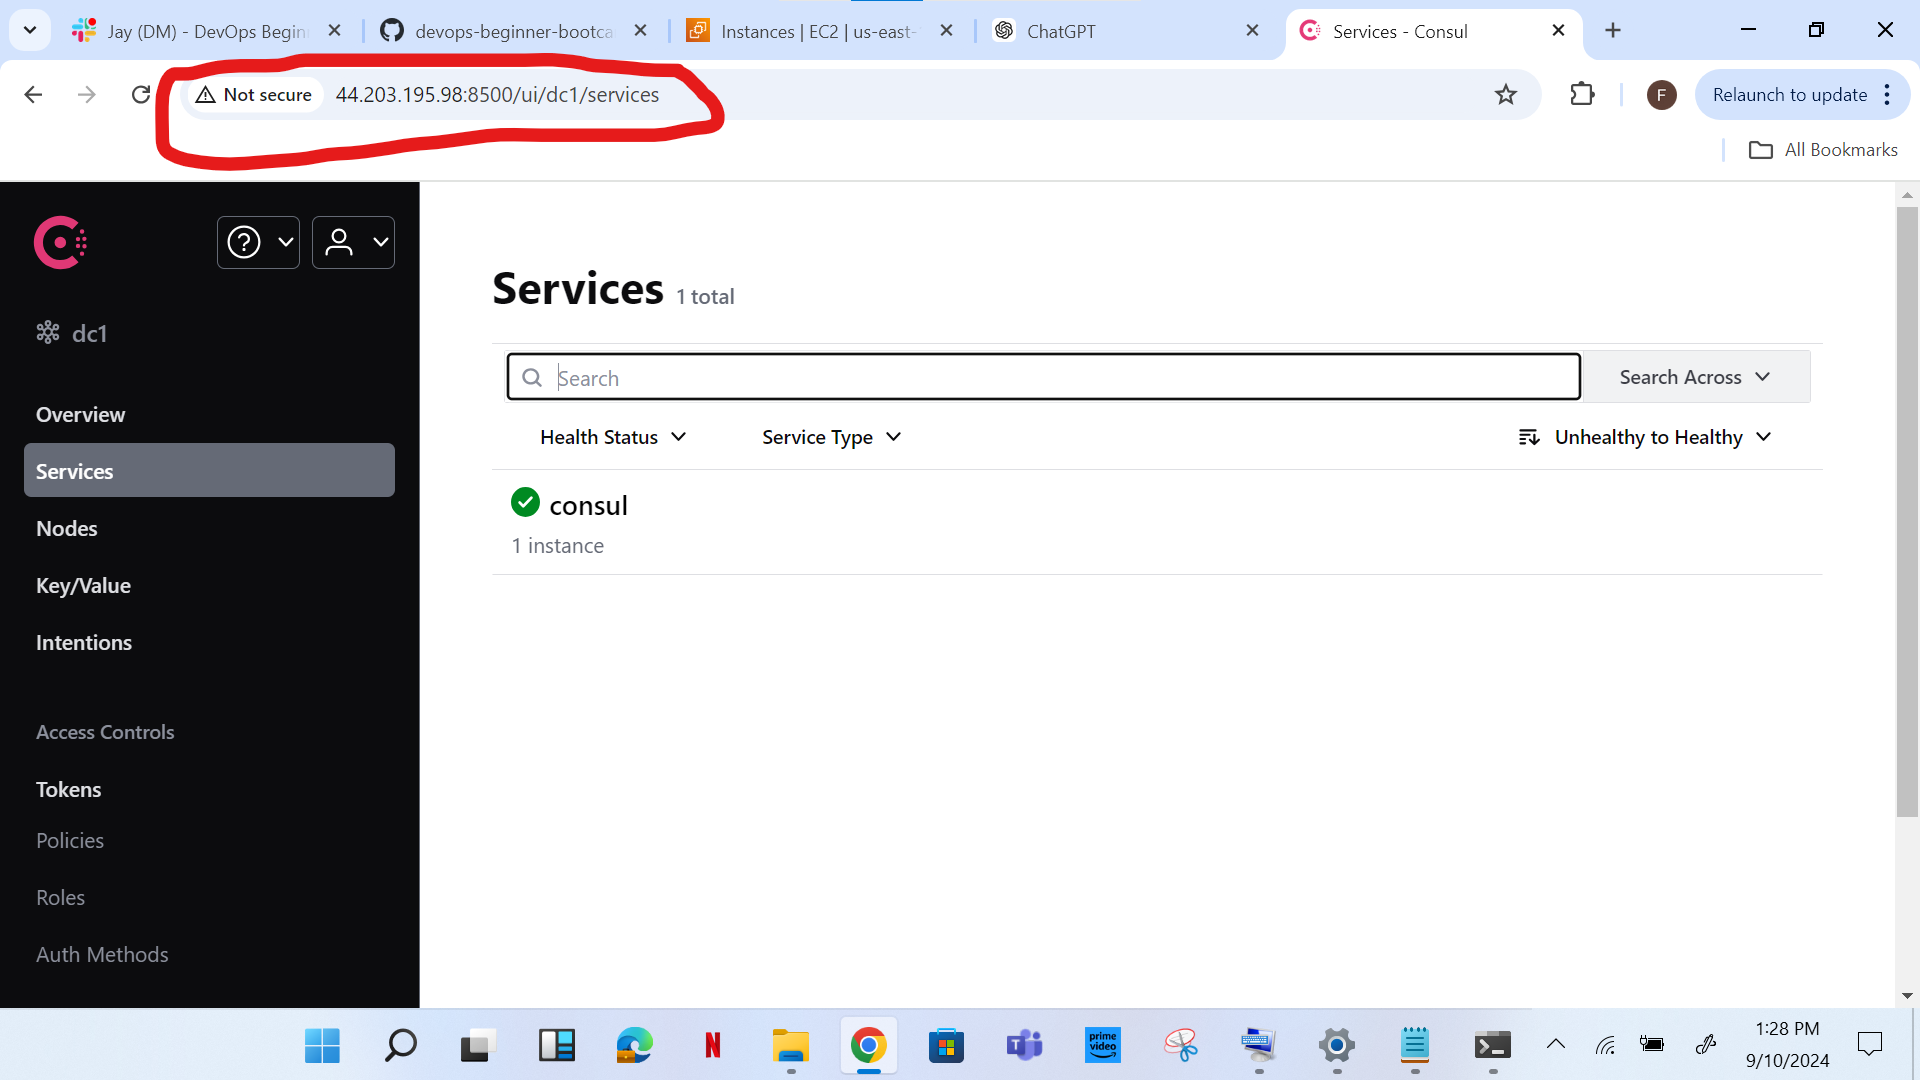 Jay (DM) - DevOps Begin
devops-beginner-bootca
Instances | EC2 | us-east-
ChatGPT
Services - Consul
Not secure
44.203.195.98:8500/ui/dc1/services
F
Relaunch to update
All Bookmarks
dc1
Overview
Services
Nodes
Key/Value
Intentions
Access Controls
Tokens
Policies
Roles
Auth Methods
Services 1 total
Search
Search Across
Health Status
Service Type
Unhealthy to Healthy
consul
1 instance
N
prime video
1:28 PM
9/10/2024